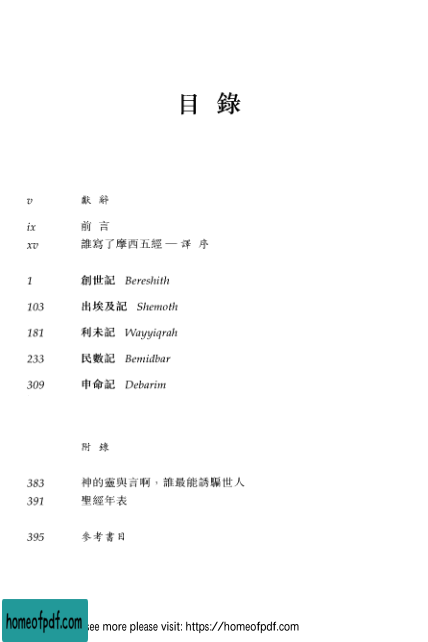 目 錄
v 獻 辭
ix 前 言
xv 誰寫了摩西五經 — 譯 序
1 創世記 Bereshith
103 出埃及記 Shemoth
181 利未記 Wayyiqrah
233 民數記 Bemidbar
309 申命記 Debarim
附 錄
383 神的靈與言啊，誰最能誘騙世人
391 聖經年表
395 參考書目
homeofpdf.com see more please visit: https://homeofpdf.com